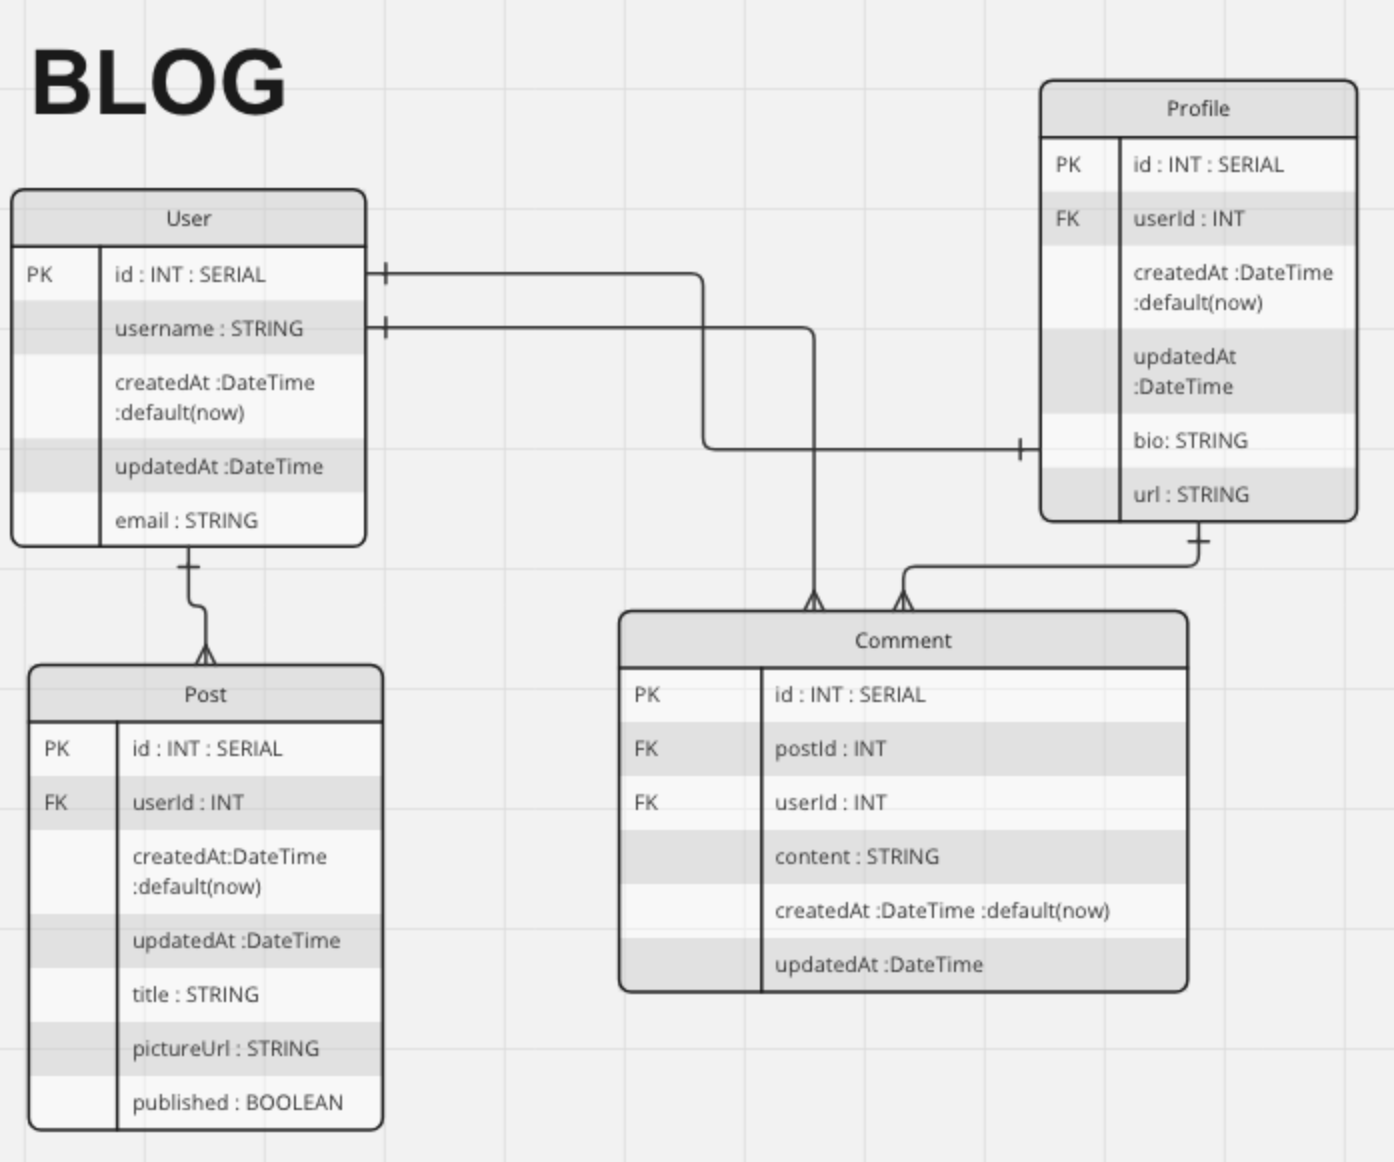 BLOG
User
PK id : INT : SERIAL
username : STRING
createdAt :DateTime
:default(now)
updatedAt :DateTime
email : STRING
Profile
PK id : INT : SERIAL
FK userId : INT
createdAt :DateTime
:default(now)
updatedAt
:DateTime
bio: STRING
url : STRING
Post
PK id : INT : SERIAL
FK userId : INT
createdAt:DateTime
:default(now)
updatedAt :DateTime
title : STRING
pictureUrl : STRING
published : BOOLEAN
Comment
PK id : INT : SERIAL
FK postId : INT
FK userId : INT
content : STRING
createdAt :DateTime :default(now)
updatedAt :DateTime